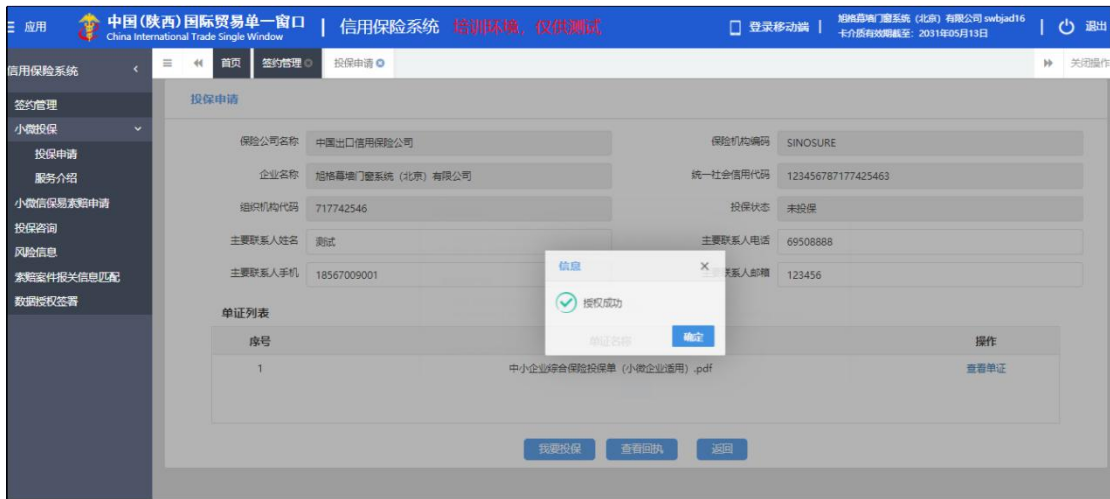 应用
中国(陕西)国际贸易单一窗口
China International Trade Single Window
信用保险系统 培训环境，仅供测试
登录移动端
旭格幕墙门窗系统（北京）有限公司 swbjad16
卡介质有效期截至：2031年05月13日
退出
信用保险系统
首页 签约管理 投保申请
关闭操作
签约管理
小微投保
投保申请
服务介绍
小微信保易索赔申请
投保咨询
风险信息
索赔案件报关信息匹配
数据授权签署
投保申请
保险公司名称 中国出口信用保险公司 保险机构编码 SINOSURE
企业名称 旭格幕墙门窗系统（北京）有限公司 统一社会信用代码 123456787177425463
组织机构代码 717742546 投保状态 未投保
主要联系人姓名 测试 主要联系人电话 69508888
主要联系人手机 18567009001 主要联系人邮箱 123456
信息
授权成功
确定
单证列表
序号 单证名称 操作
1 中小企业综合保险投保单（小微企业适用）.pdf 查看单证
我要投保 查看回执 返回